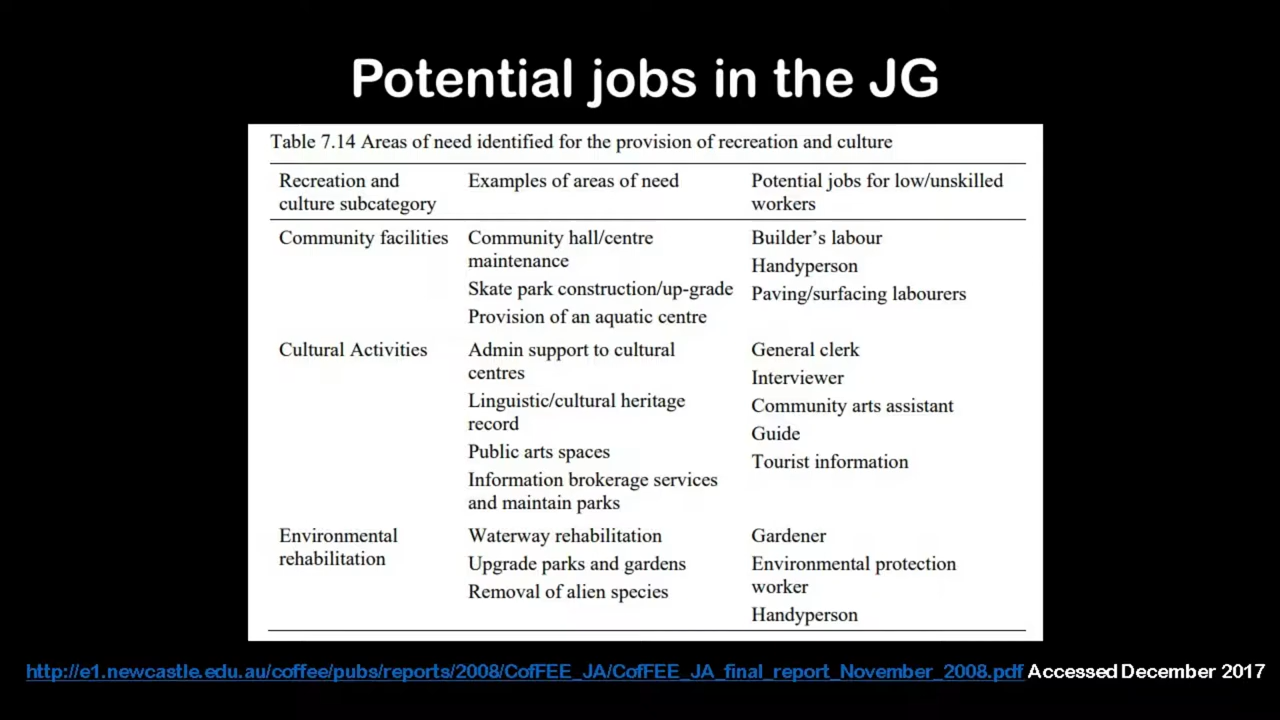 Potential jobs in the JG
Table 7.14 Areas of need identified for the provision of recreation and culture
Recreation and
culture subcategory
Examples of areas of need
Potential jobs for low/unskilled
workers
Community facilities
Community hall/centre
maintenance
Skate park construction/up-grade
Provision of an aquatic centre
Builder's labour
Handyperson
Paving/surfacing labourers
Cultural Activities
Admin support to cultural
centres
Linguistic/cultural heritage
record
Public arts spaces
Information brokerage services
and maintain parks
General clerk
Interviewer
Community arts assistant
Guide
Tourist information
Environmental
rehabilitation
Waterway rehabilitation
Upgrade parks and gardens
Removal of alien species
Gardener
Environmental protection
worker
Handyperson
http://e1.newcastle.edu.au/coffee/pubs/reports/2008/CofFEE_JA/CofFEE_JA_final_report_November_2008.pdf Accessed December 2017